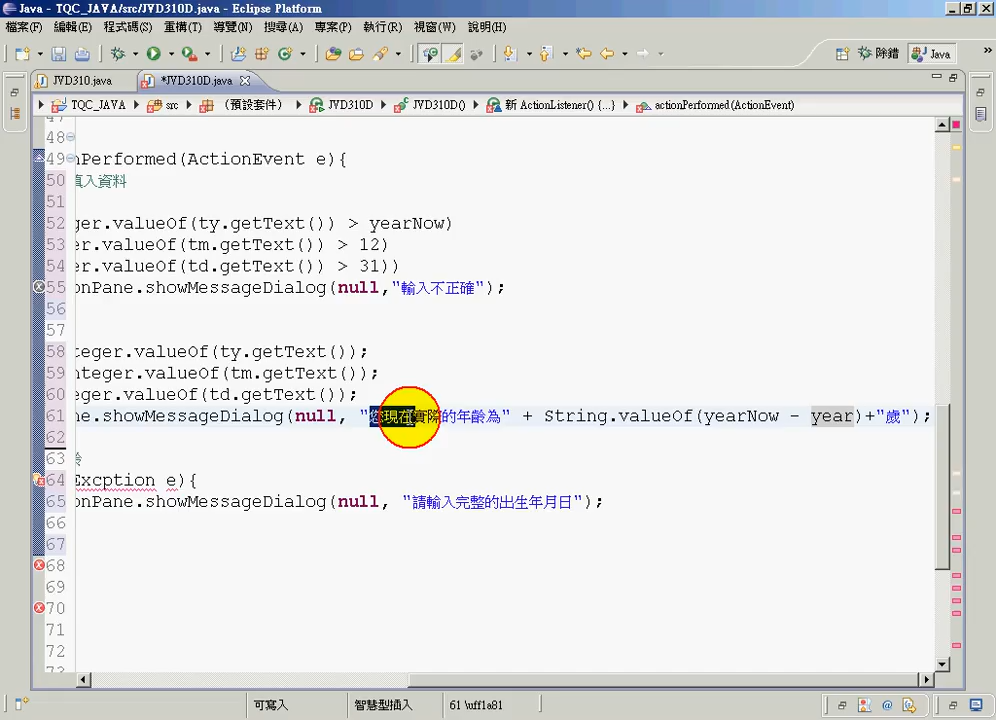 Java - TQC_JAVA/src/JVD310D.java - Eclipse Platform
檔案(F) 編輯(E) 程式碼(S) 重構(T) 導覽(N) 搜尋(A) 專案(P) 執行(R) 視窗(W) 說明(H)
除錯 Java »
JVD310.java *JVD310D.java
TQC_JAVA src (預設套件) JVD310D JVD310D() 新 ActionListener() {...} actionPerformed(ActionEvent)
47
48
49 nPerformed(ActionEvent e){
50 填入資料
51
52 ger.valueOf(ty.getText()) > yearNow)
53 er.valueOf(tm.getText()) > 12)
54 er.valueOf(td.getText()) > 31))
55 onPane.showMessageDialog(null,"輸入不正確");
56
57
58 teger.valueOf(ty.getText());
59 nteger.valueOf(tm.getText());
60 eger.valueOf(td.getText());
61 ne.showMessageDialog(null, "您現在實際的年齡為" + String.valueOf(yearNow - year)+"歲");
62
63 齡
64 Excption e){
65 onPane.showMessageDialog(null, "請輸入完整的出生年月日");
66
67
68
69
70
71
72
73
可寫入 智慧型插入 61 \uff1a81